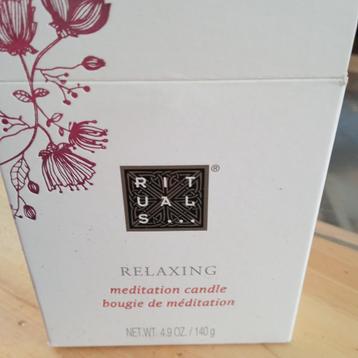 RIT
UAL
S...
®
RELAXING
meditation candle
bougie de méditation
NET.WT. 4.9 OZ. / 140 g